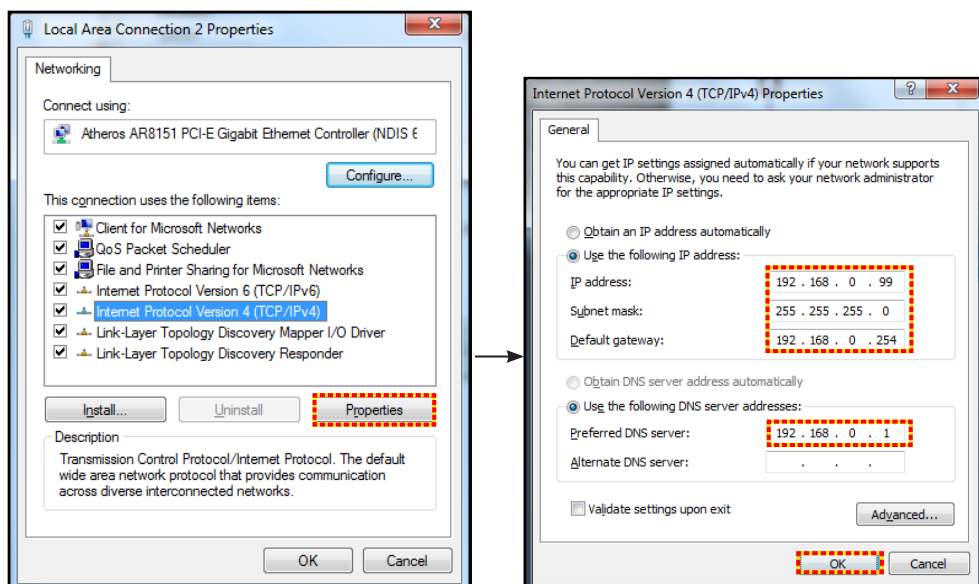 Local Area Connection 2 Properties
Networking
Connect using:
Atheros AR8151 PCI-E Gigabit Ethernet Controller (NDIS 6
Configure...
This connection uses the following items:
Client for Microsoft Networks
QoS Packet Scheduler
File and Printer Sharing for Microsoft Networks
Internet Protocol Version 6 (TCP/IPv6)
Internet Protocol Version 4 (TCP/IPv4)
Link-Layer Topology Discovery Mapper I/O Driver
Link-Layer Topology Discovery Responder
Install...
Uninstall
Properties
Description
Transmission Control Protocol/Internet Protocol. The default
wide area network protocol that provides communication
across diverse interconnected networks.
OK
Cancel
Internet Protocol Version 4 (TCP/IPv4) Properties
General
You can get IP settings assigned automatically if your network supports
this capability. Otherwise, you need to ask your network administrator
for the appropriate IP settings.
Obtain an IP address automatically
Use the following IP address:
IP address: 192 . 168 . 0 . 99
Subnet mask: 255 . 255 . 255 . 0
Default gateway: 192 . 168 . 0 . 254
Obtain DNS server address automatically
Use the following DNS server addresses:
Preferred DNS server: 192 . 168 . 0 . 1
Alternate DNS server: . . .
Validate settings upon exit
Advanced...
OK
Cancel